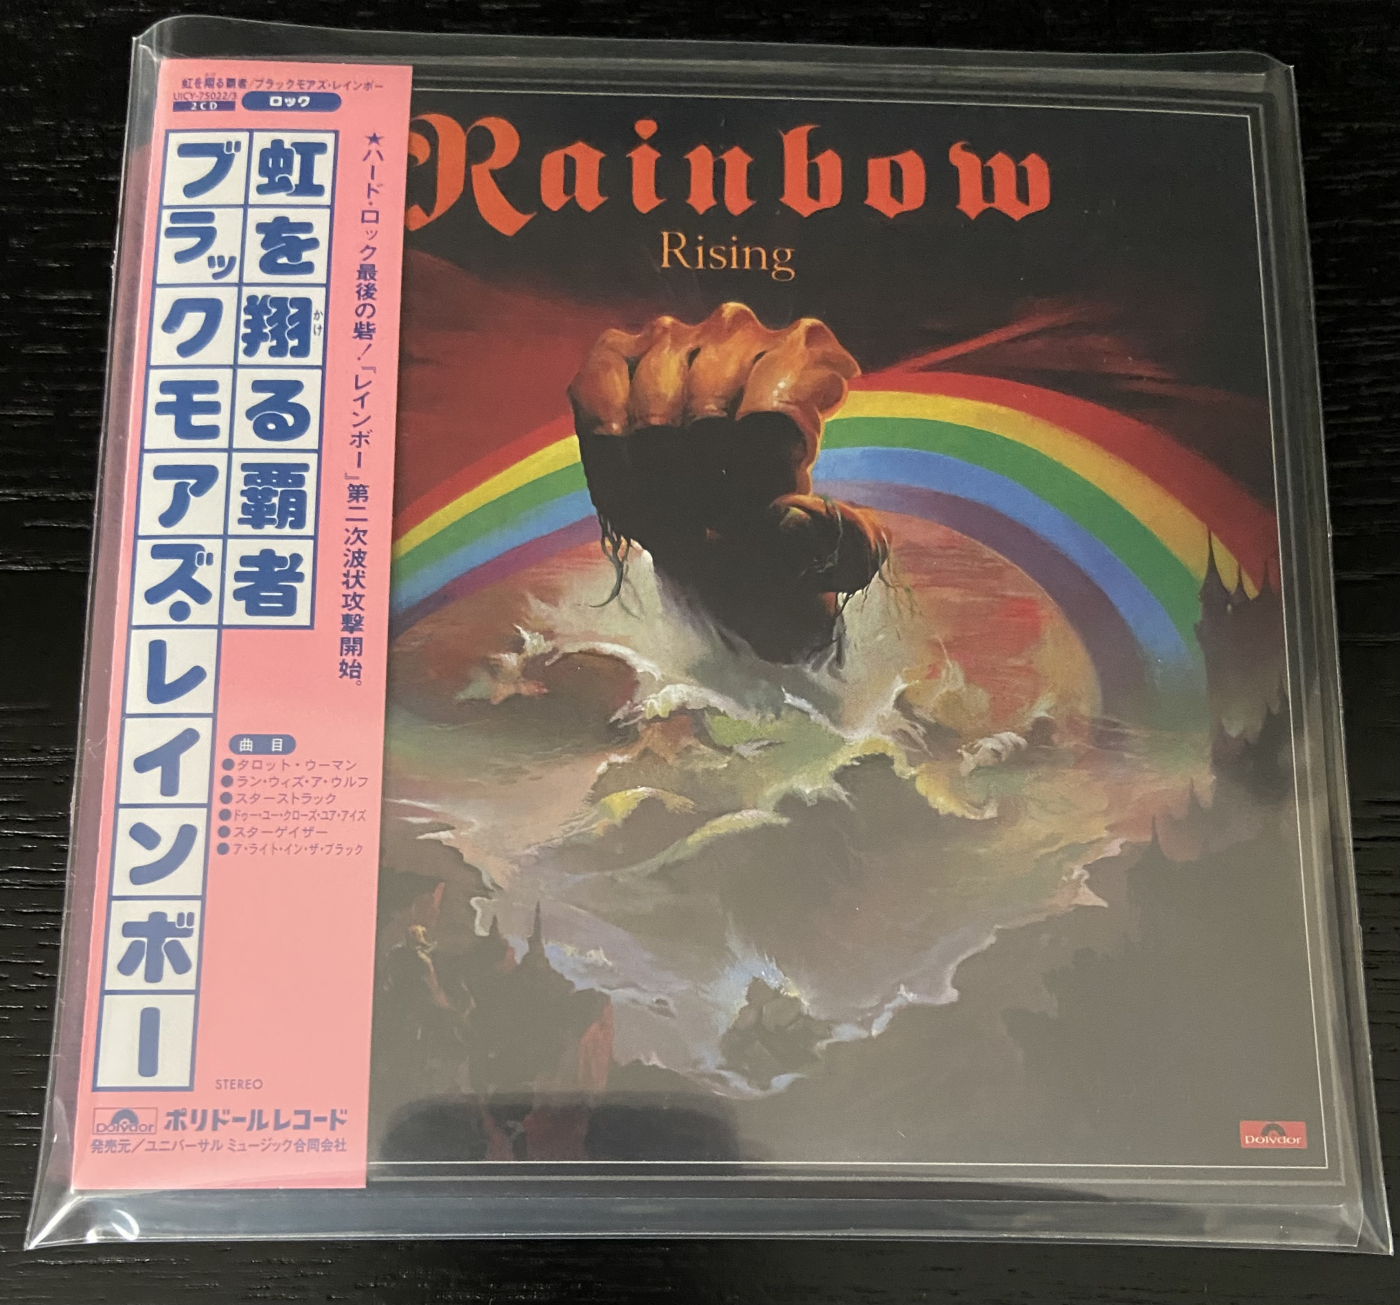 虹を翔る覇者/ブラックモアズ・レインボー
UICY-75022/3
2CD
ロック
★ハード・ロック最後の砦!『レインボー』第二次波状攻撃開始。
虹を翔る覇者
かけ
ブラックモアズ・レインボー
曲目
●タロット・ウーマン
●ラン・ウィズ・ア・ウルフ
●スターストラック
●ドゥー・ユー・クローズ・ユア・アイズ
●スターゲイザー
●ア・ライト・イン・ザ・ブラック
STEREO
polydor ポリドールレコード
発売元/ユニバーサル ミュージック合同会社
Rainbow
Rising
polydor